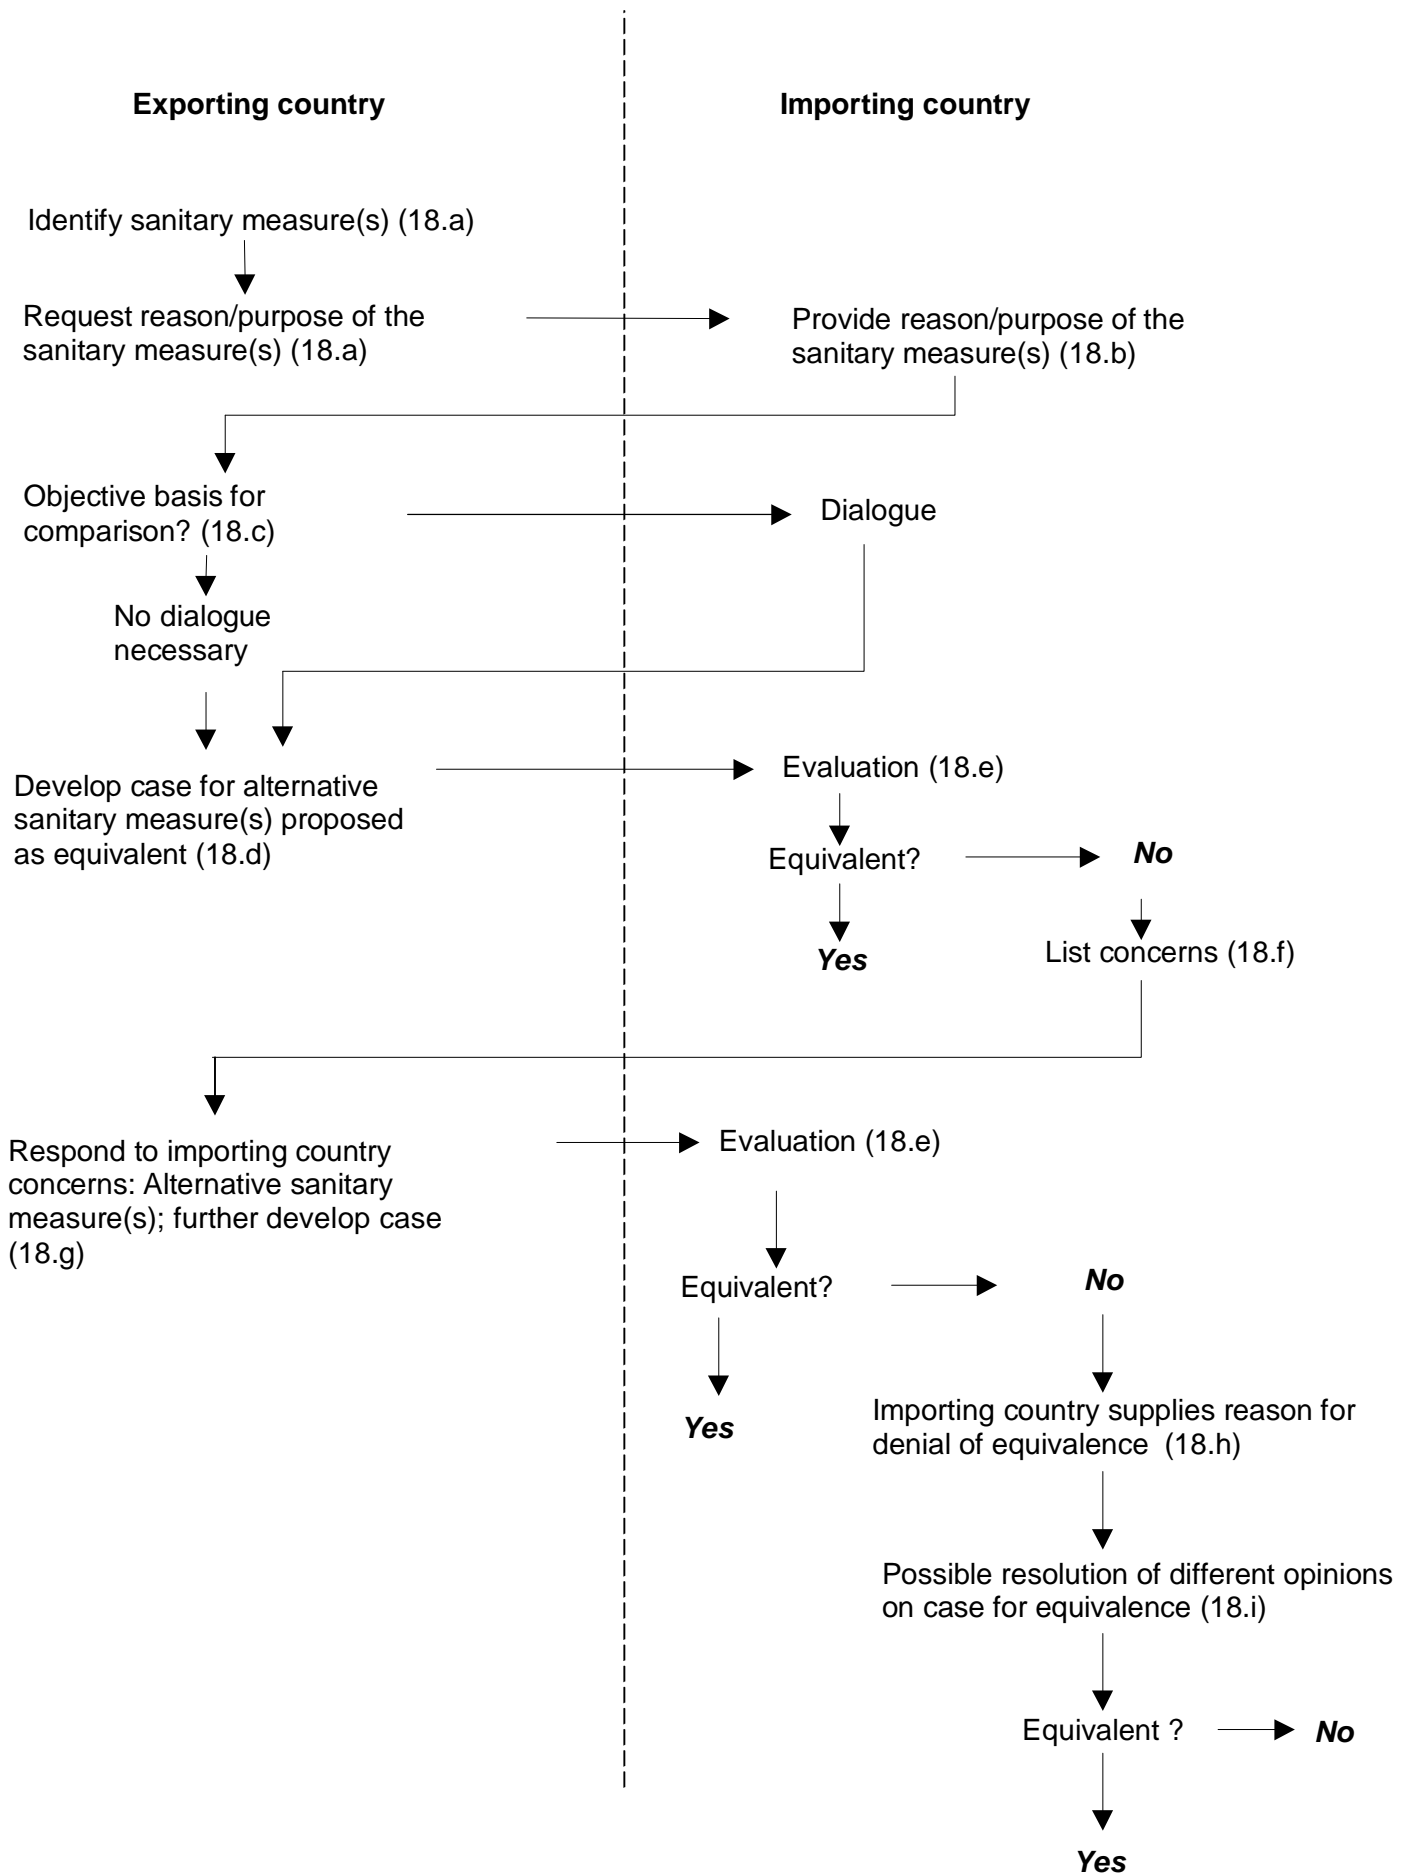 Exporting country
Importing country
Identify sanitary measure(s) (18.a)
Request reason/purpose of the
sanitary measure(s) (18.a)
Provide reason/purpose of the
sanitary measure(s) (18.b)
Objective basis for
comparison? (18.c)
Dialogue
No dialogue
necessary
Develop case for alternative
sanitary measure(s) proposed
as equivalent (18.d)
Evaluation (18.e)
Equivalent?
No
Yes
List concerns (18.f)
Respond to importing country
concerns: Alternative sanitary
measure(s); further develop case
(18.g)
Evaluation (18.e)
Equivalent?
No
Yes
Importing country supplies reason for
denial of equivalence (18.h)
Possible resolution of different opinions
on case for equivalence (18.i)
Equivalent ?
No
Yes